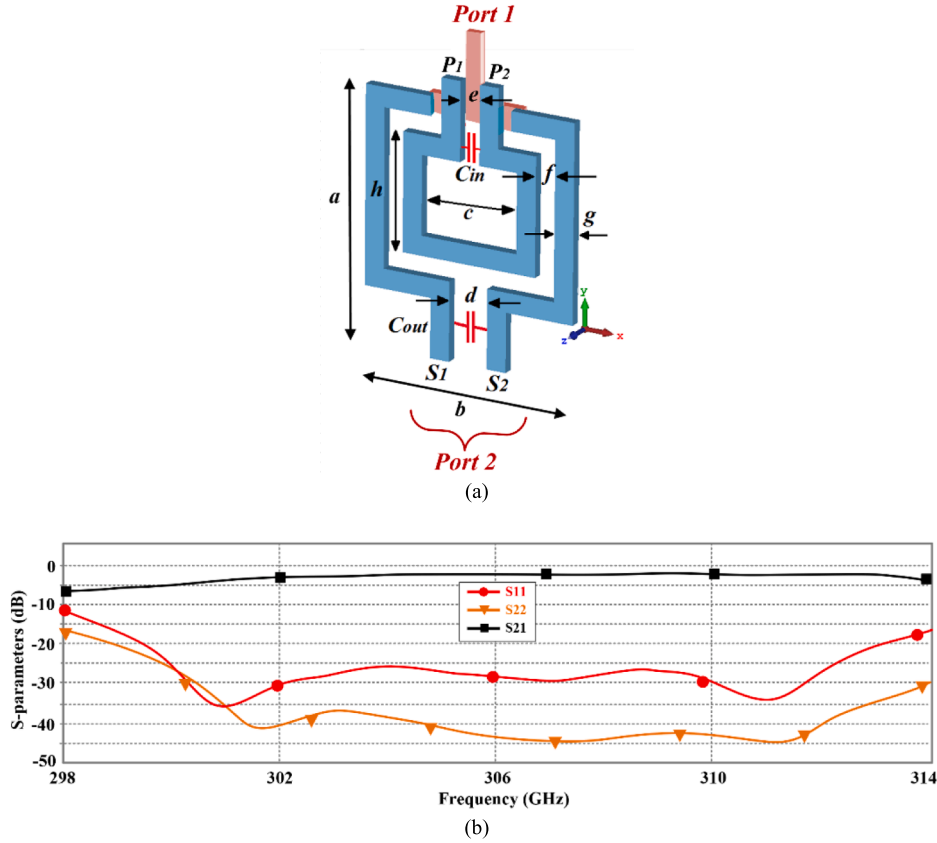 (a)
Port 1
P1 P2
e
Cin
f
h
c
a
g
d
Cout
S1 S2
b
y
x
z
Port 2
(a)
S-parameters (dB)
0
-10
-20
-30
-40
-50
S11
S22
S21
298 302 306 310 314
Frequency (GHz)
(b)